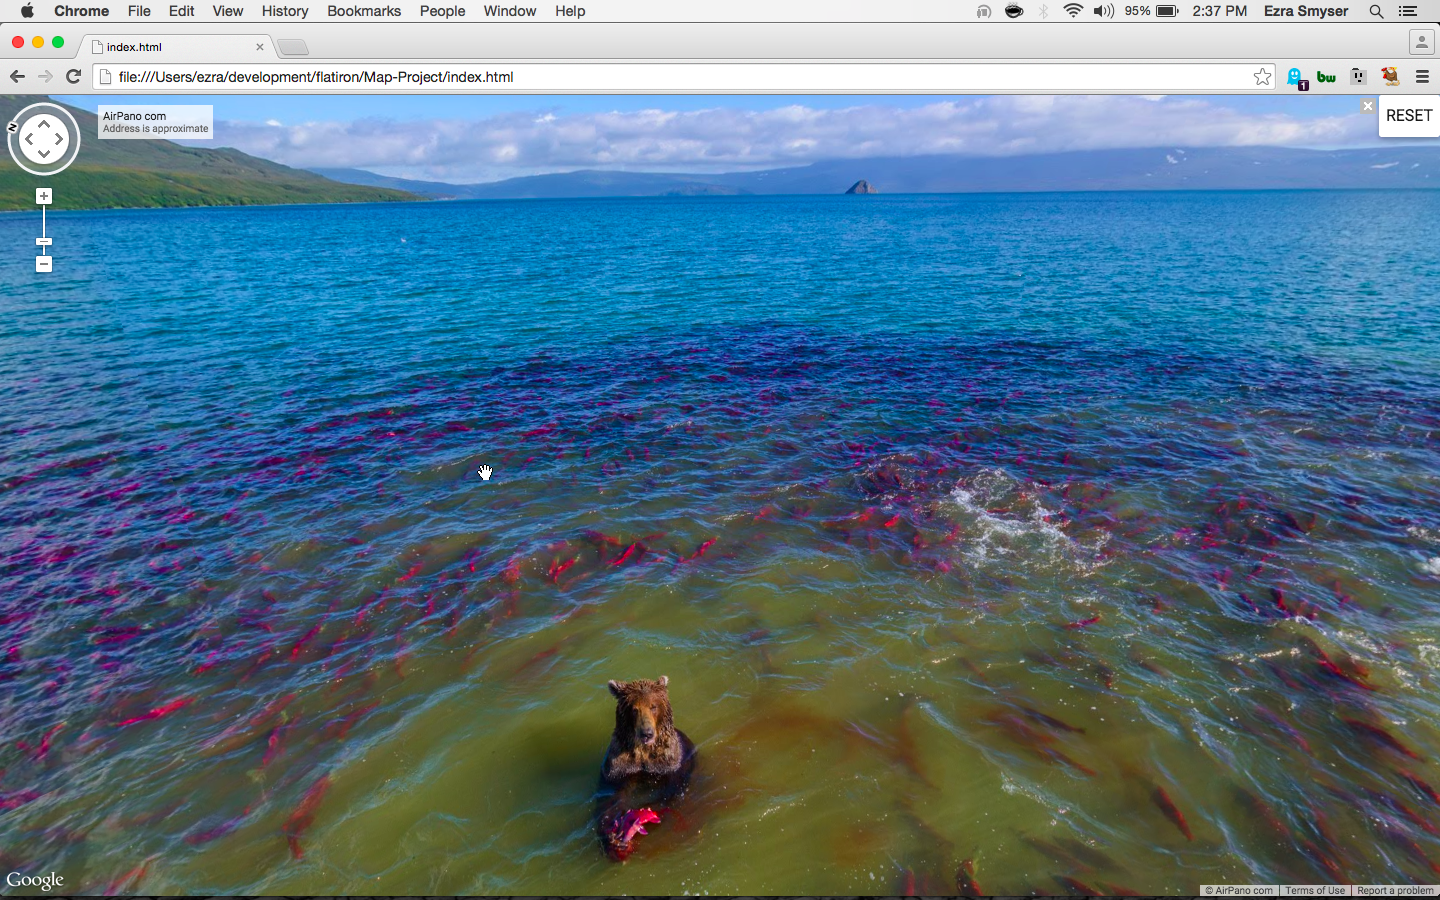 Chrome File Edit View History Bookmarks People Window Help 95% 2:37 PM Ezra Smyser
index.html
file:///Users/ezra/development/flatiron/Map-Project/index.html 1 bw
N
AirPano com
Address is approximate
RESET
Google
© AirPano com Terms of Use Report a problem